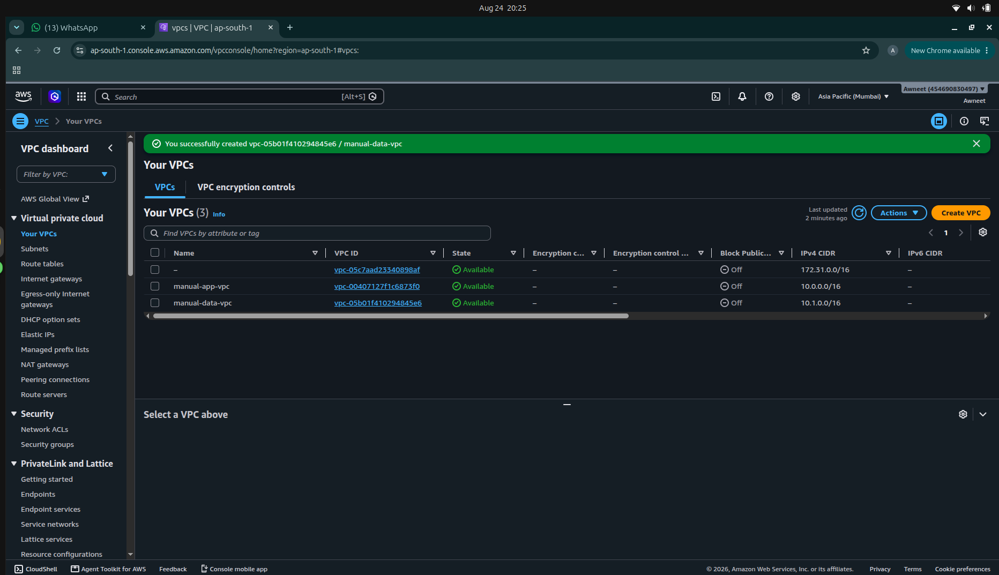 Aug 24 20:25
(13) WhatsApp
vpcs | VPC | ap-south-1
ap-south-1.console.aws.amazon.com/vpcconsole/home?region=ap-south-1#vpcs:
A
New Chrome available
aws
Search
[Alt+S]
Asia Pacific (Mumbai)
Awneet (454690830497)
Awneet
VPC
Your VPCs
VPC dashboard
Filter by VPC:
AWS Global View
Virtual private cloud
Your VPCs
Subnets
Route tables
Internet gateways
Egress-only Internet
gateways
DHCP option sets
Elastic IPs
Managed prefix lists
NAT gateways
Peering connections
Route servers
Security
Network ACLs
Security groups
PrivateLink and Lattice
Getting started
Endpoints
Endpoint services
Service networks
Lattice services
Resource configurations
You successfully created vpc-05b01f410294845e6 / manual-data-vpc
Your VPCs
VPCs
VPC encryption controls
Your VPCs (3) Info
Last updated
2 minutes ago
Actions
Create VPC
Find VPCs by attribute or tag
1
Name VPC ID State Encryption c... Encryption control ... Block Public... IPv4 CIDR IPv6 CIDR
– vpc-05c7aad23340898af Available – – Off 172.31.0.0/16 –
manual-app-vpc vpc-00407127f1c6873f0 Available – – Off 10.0.0.0/16 –
manual-data-vpc vpc-05b01f410294845e6 Available – – Off 10.1.0.0/16 –
Select a VPC above
CloudShell
Agent Toolkit for AWS
Feedback
Console mobile app
© 2026, Amazon Web Services, Inc. or its affiliates.
Privacy
Terms
Cookie preferences